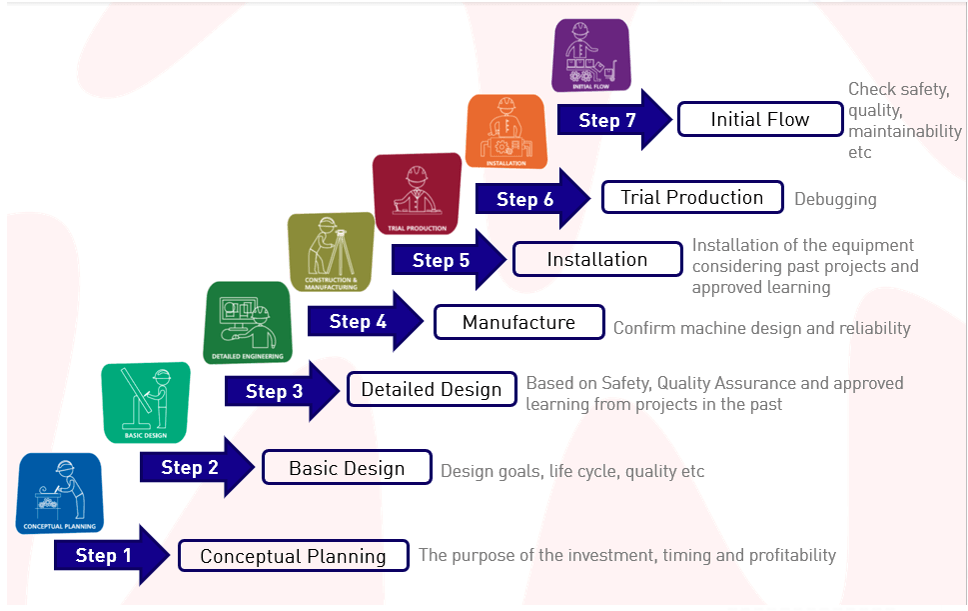 INITIAL FLOW
Step 7
Initial Flow
Check safety,
quality,
maintainability
etc
INSTALLATION
Step 6
Trial Production
Debugging
TRIAL PRODUCTION
Step 5
Installation
Installation of the equipment
considering past projects and
approved learning
CONSTRUCTION &
MANUFACTURING
Step 4
Manufacture
Confirm machine design and reliability
DETAILED ENGINEERING
Step 3
Detailed Design
Based on Safety, Quality Assurance and approved
learning from projects in the past
BASIC DESIGN
Step 2
Basic Design
Design goals, life cycle, quality etc
CONCEPTUAL PLANNING
Step 1
Conceptual Planning
The purpose of the investment, timing and profitability